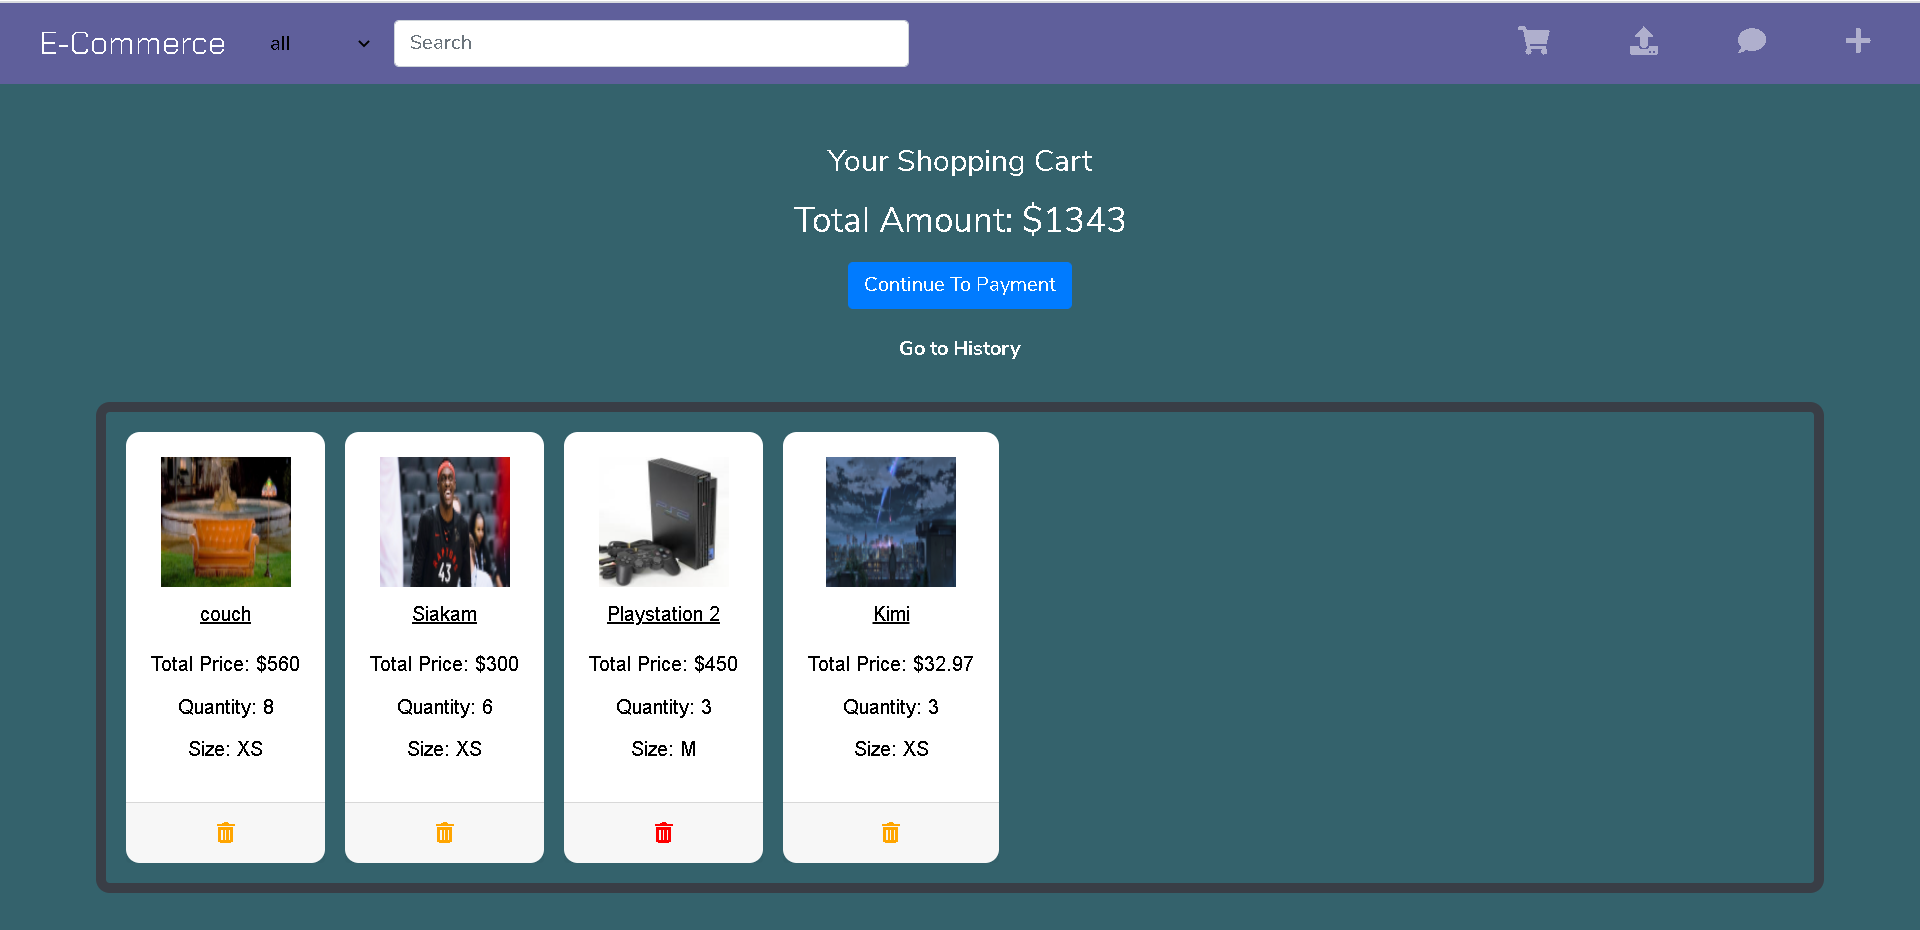 E-Commerce all Search
Your Shopping Cart
Total Amount: $1343
Continue To Payment
Go to History
couch
Total Price: $560
Quantity: 8
Size: XS
43
Siakam
Total Price: $300
Quantity: 6
Size: XS
PS2
Playstation 2
Total Price: $450
Quantity: 3
Size: M
Kimi
Total Price: $32.97
Quantity: 3
Size: XS